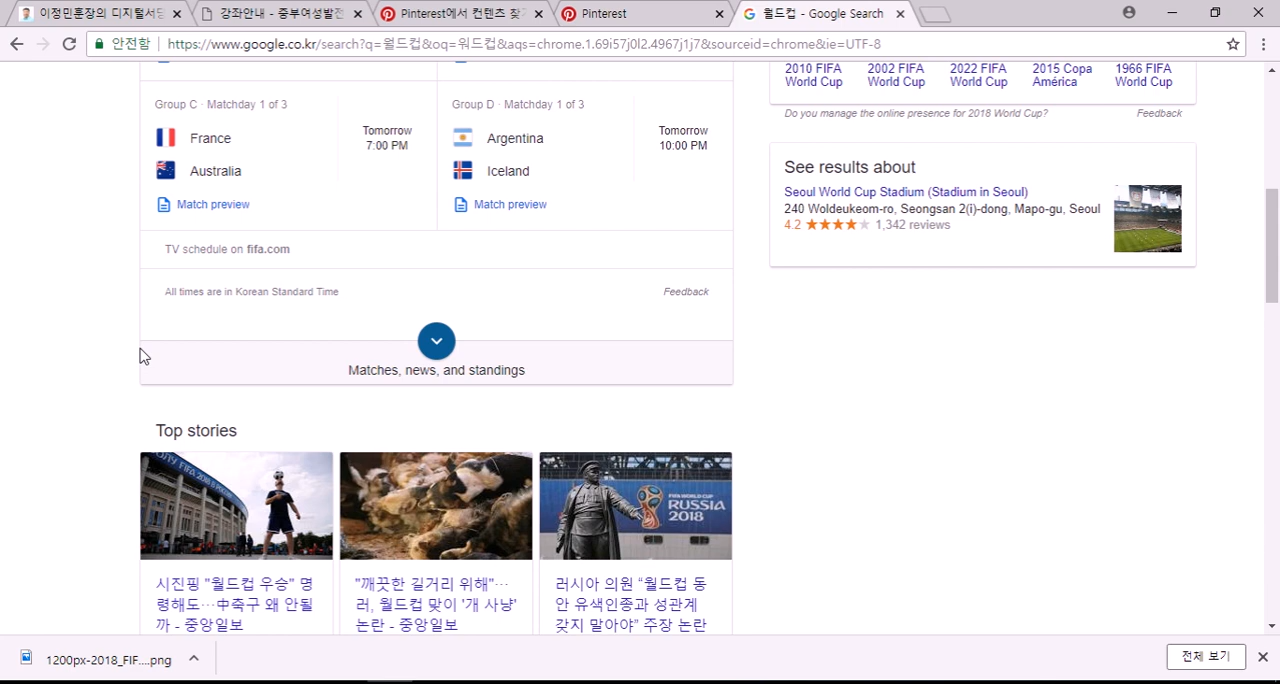 이정민훈장의 디지털서당
강좌안내 - 중부여성발전
Pinterest에서 컨텐츠 찾기
Pinterest
월드컵 - Google Search
안전함
https://www.google.co.kr/search?q=월드컵&oq=워드컵&aqs=chrome.1.69i57j0l2.4967j1j7&sourceid=chrome&ie=UTF-8
Group C · Matchday 1 of 3
France
Australia
Tomorrow
7:00 PM
Match preview
Group D · Matchday 1 of 3
Argentina
Iceland
Tomorrow
10:00 PM
Match preview
TV schedule on fifa.com
All times are in Korean Standard Time
Feedback
Matches, news, and standings
Top stories
시진핑 "월드컵 우승" 명
령해도…中축구 왜 안될
까 - 중앙일보
"깨끗한 길거리 위해"…
러, 월드컵 맞이 '개 사냥'
논란 - 중앙일보
러시아 의원 “월드컵 동
안 유색인종과 성관계
갖지 말아야” 주장 논란
FIFA WORLD CUP
RUSSIA
2018
2010 FIFA
World Cup
2002 FIFA
World Cup
2022 FIFA
World Cup
2015 Copa
América
1966 FIFA
World Cup
Do you manage the online presence for 2018 World Cup?
Feedback
See results about
Seoul World Cup Stadium (Stadium in Seoul)
240 Woldeukeom-ro, Seongsan 2(i)-dong, Mapo-gu, Seoul
4.2
1,342 reviews
1200px-2018_FIF....png
전체 보기